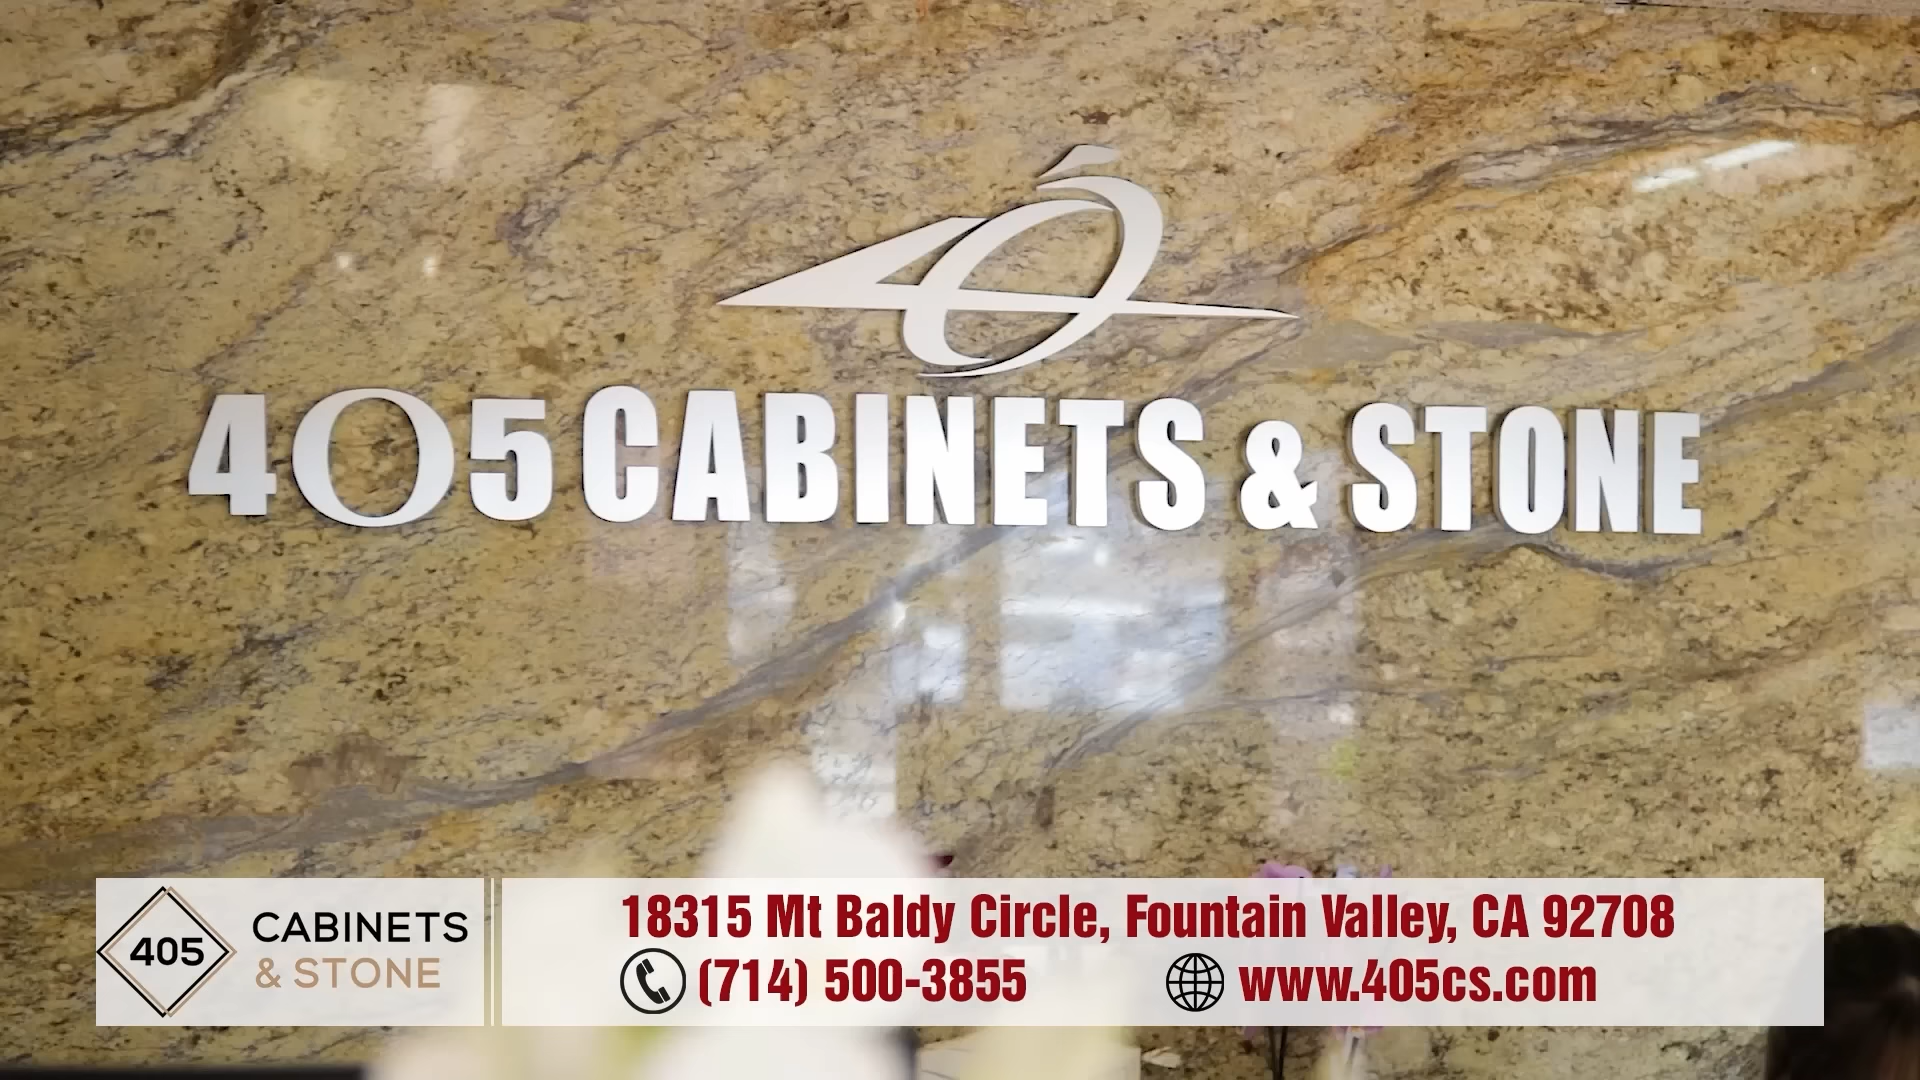 405 CABINETS & STONE
405
CABINETS
& STONE
18315 Mt Baldy Circle, Fountain Valley, CA 92708
(714) 500-3855
www.405cs.com